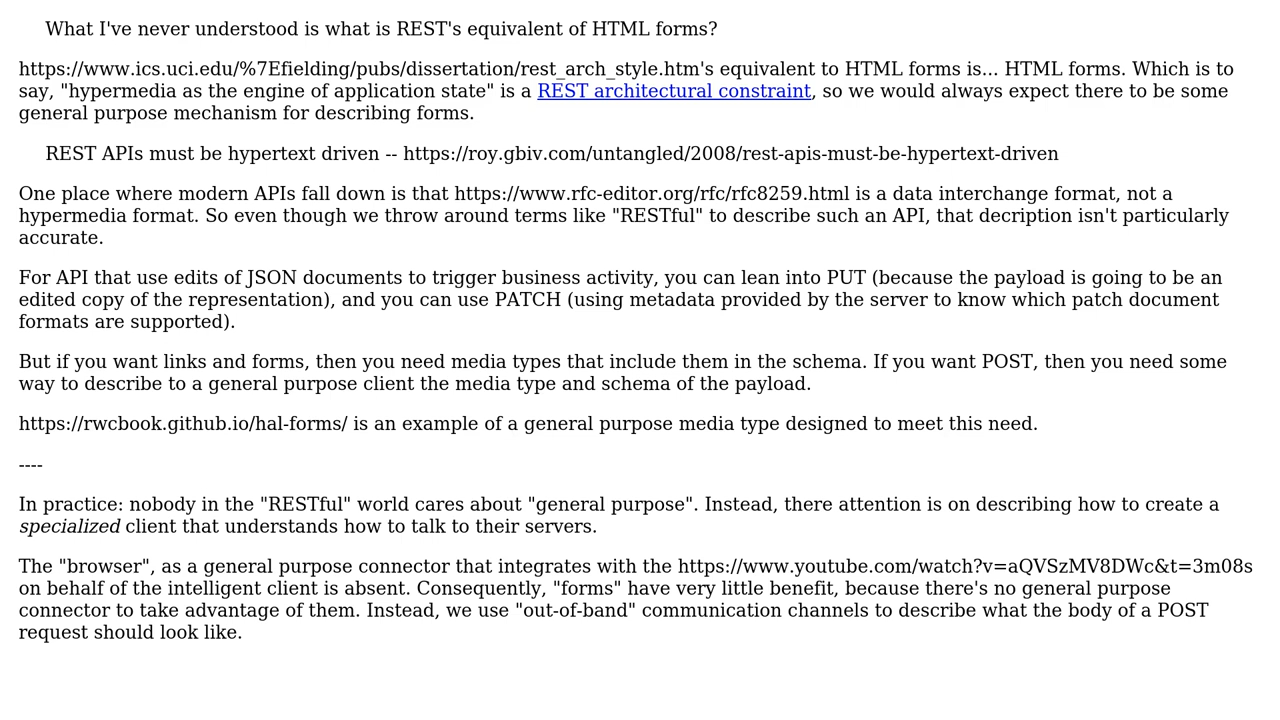 What I've never understood is what is REST's equivalent of HTML forms?
https://www.ics.uci.edu/%7Efielding/pubs/dissertation/rest_arch_style.htm's equivalent to HTML forms is... HTML forms. Which is to
say, "hypermedia as the engine of application state" is a REST architectural constraint, so we would always expect there to be some
general purpose mechanism for describing forms.
REST APIs must be hypertext driven -- https://roy.gbiv.com/untangled/2008/rest-apis-must-be-hypertext-driven
One place where modern APIs fall down is that https://www.rfc-editor.org/rfc/rfc8259.html is a data interchange format, not a
hypermedia format. So even though we throw around terms like "RESTful" to describe such an API, that decription isn't particularly
accurate.
For API that use edits of JSON documents to trigger business activity, you can lean into PUT (because the payload is going to be an
edited copy of the representation), and you can use PATCH (using metadata provided by the server to know which patch document
formats are supported).
But if you want links and forms, then you need media types that include them in the schema. If you want POST, then you need some
way to describe to a general purpose client the media type and schema of the payload.
https://rwcbook.github.io/hal-forms/ is an example of a general purpose media type designed to meet this need.
----
In practice: nobody in the "RESTful" world cares about "general purpose". Instead, there attention is on describing how to create a
specialized client that understands how to talk to their servers.
The "browser", as a general purpose connector that integrates with the https://www.youtube.com/watch?v=aQVSzMV8DWc&t=3m08s
on behalf of the intelligent client is absent. Consequently, "forms" have very little benefit, because there's no general purpose
connector to take advantage of them. Instead, we use "out-of-band" communication channels to describe what the body of a POST
request should look like.